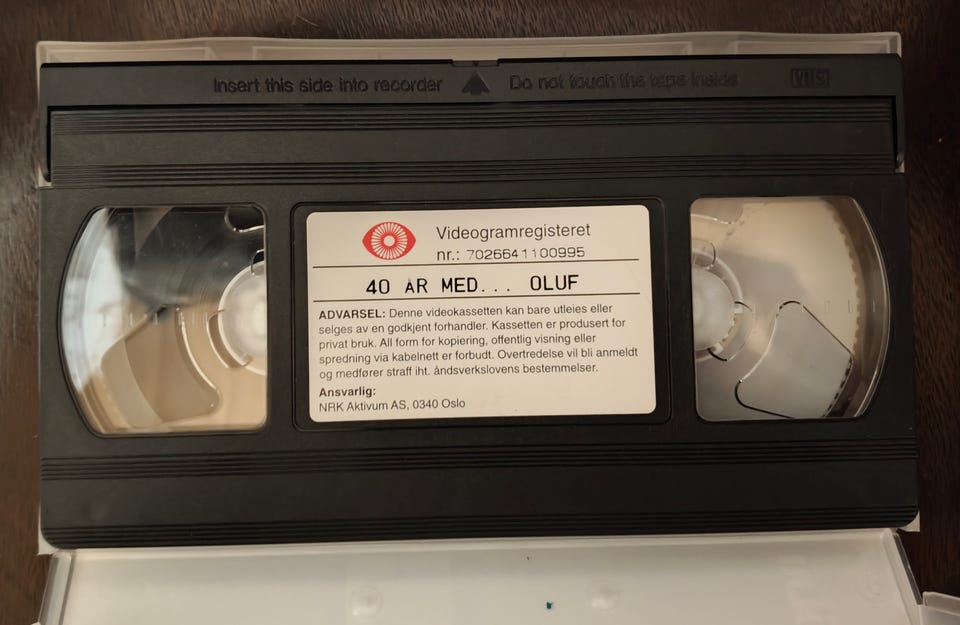 Insert this side into recorder Do not touch the tape inside VHS
Videogramregisteret
nr.: 7026641100995
40 ÅR MED... OLUF
ADVARSEL: Denne videokassetten kan bare utleies eller
selges av en godkjent forhandler. Kassetten er produsert for
privat bruk. All form for kopiering, offentlig visning eller
spredning via kabelnett er forbudt. Overtredelse vil bli anmeldt
og medfører straff iht. åndsverkslovens bestemmelser.
Ansvarlig:
NRK Aktivum AS, 0340 Oslo